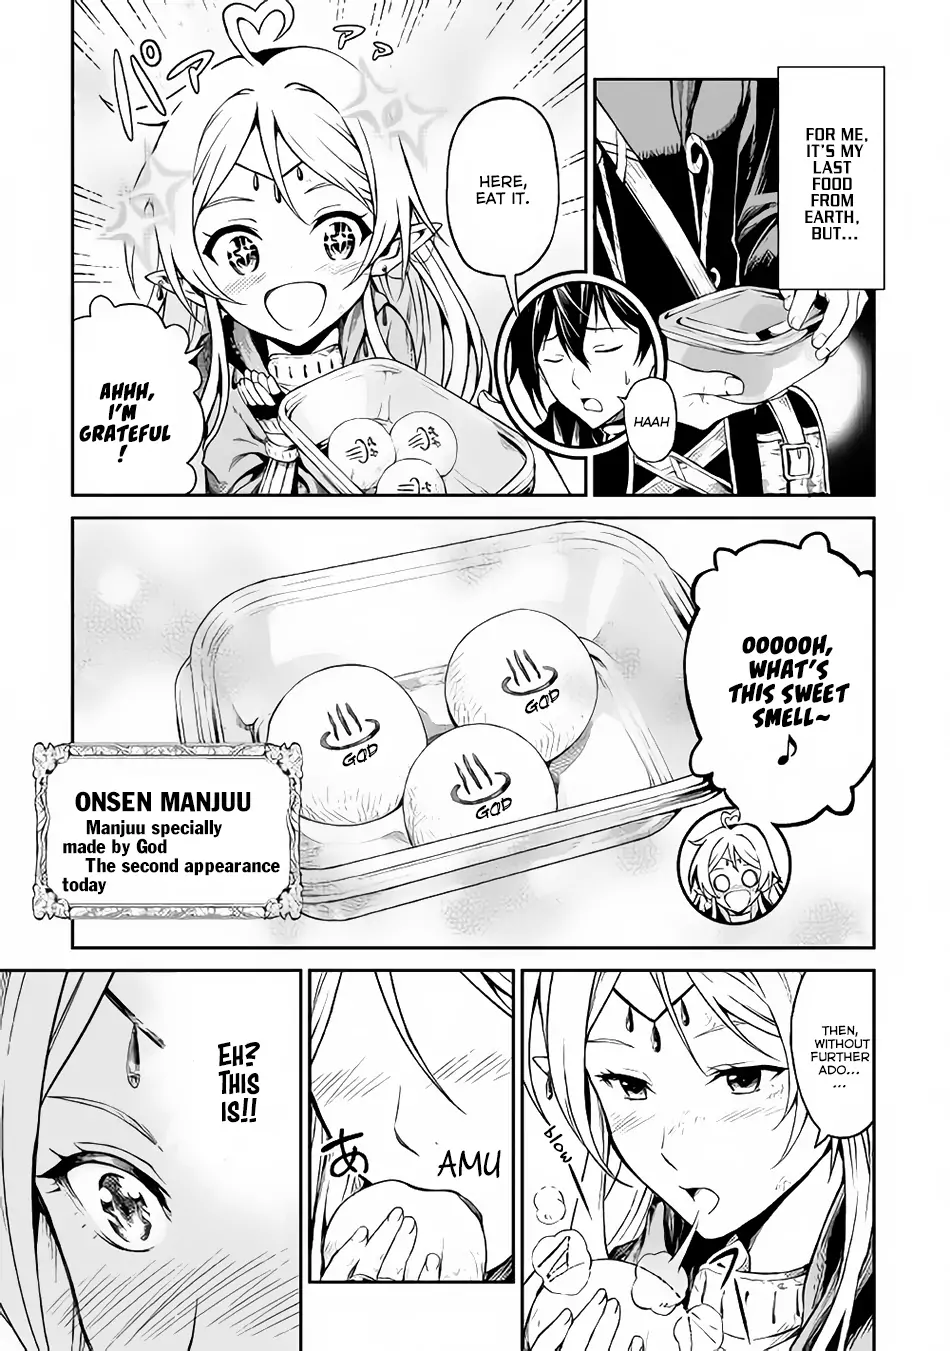 FOR ME,
IT'S MY
LAST
FOOD
FROM
EARTH,
BUT...
HERE,
EAT IT.
HAAH
パアアア
AHHH,
I'M
GRATEFUL
!
OOOOOH,
WHAT'S
THIS SWEET
SMELL~
♪
GOD
GOD
GOD
ONSEN MANJUU
Manjuu specially
made by God
The second appearance
today
THEN,
WITHOUT
FURTHER
ADO...
...
blow
あ
AMU
EH?
THIS
IS!!